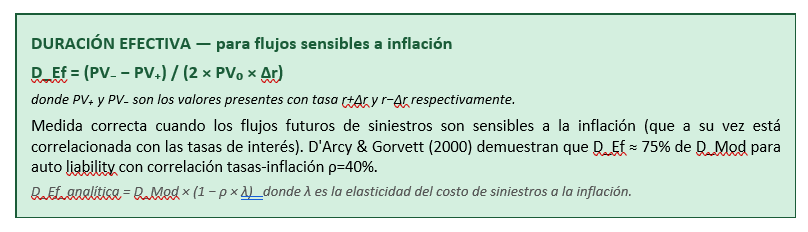 DURACIÓN EFECTIVA — para flujos sensibles a inflación
D_Ef = (PV₋ − PV₊) / (2 × PV₀ × Δr)
donde PV₊ y PV₋ son los valores presentes con tasa r+Δr y r−Δr respectivamente.
Medida correcta cuando los flujos futuros de siniestros son sensibles a la inflación (que a su vez está
correlacionada con las tasas de interés). D'Arcy & Gorvett (2000) demuestran que D_Ef ≈ 75% de D_Mod para
auto liability con correlación tasas-inflación ρ=40%.
D_Ef_analítica = D_Mod × (1 − ρ × λ)   donde λ es la elasticidad del costo de siniestros a la inflación.